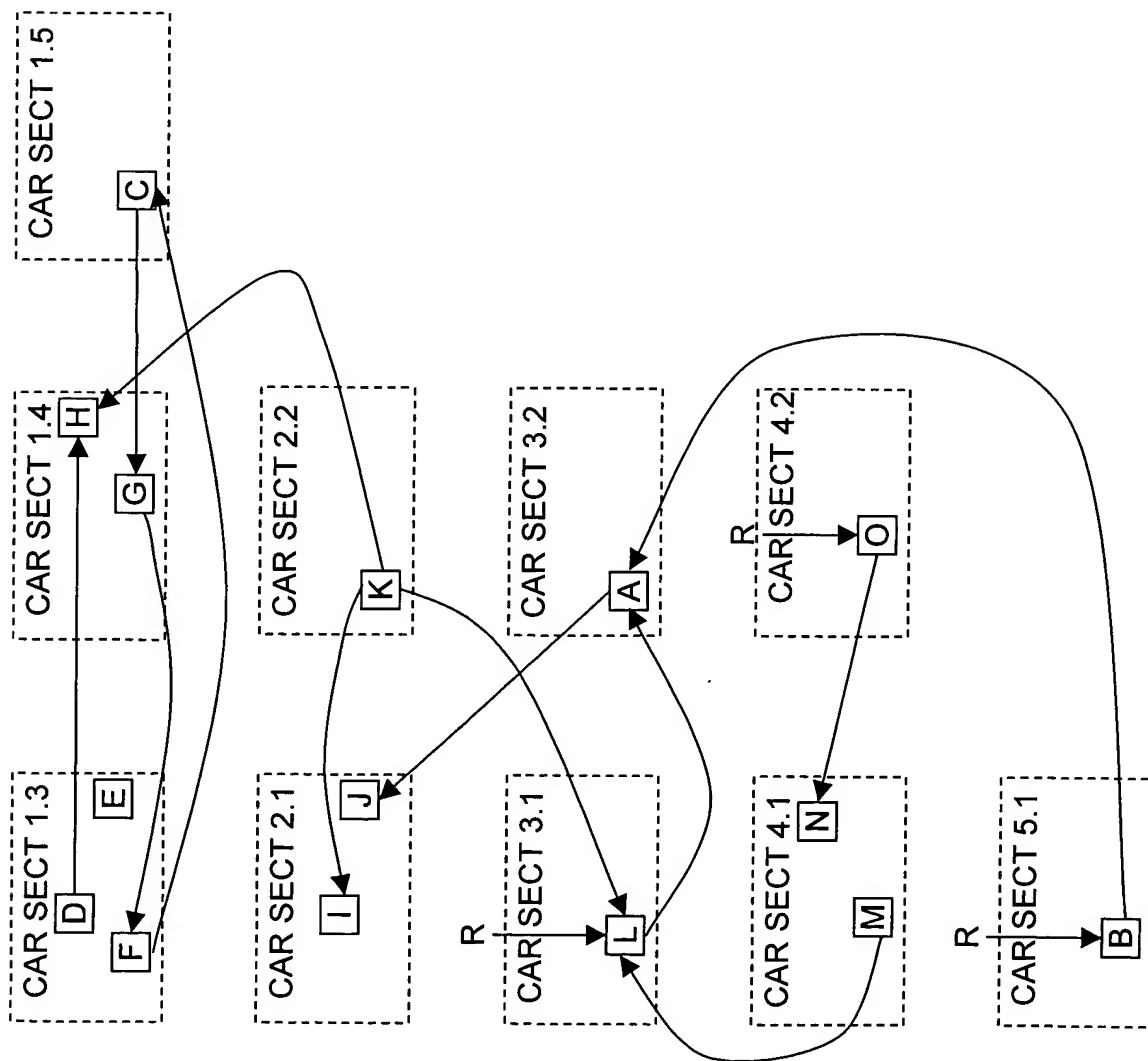 CAR SECT 1.3
D
E
F
CAR SECT 1.4
H
G
CAR SECT 1.5
C
CAR SECT 2.1
I
J
CAR SECT 2.2
K
R
CAR SECT 3.1
L
CAR SECT 3.2
A
CAR SECT 4.1
N
M
R
CAR SECT 4.2
O
R
CAR SECT 5.1
B